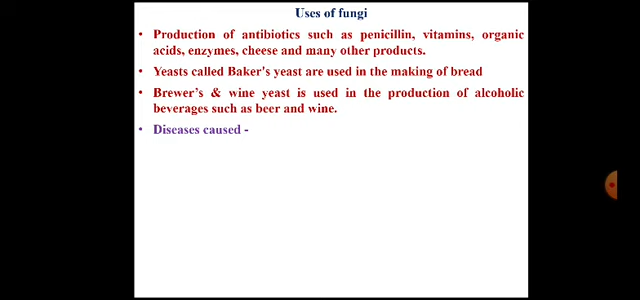 Uses of fungi
• Production of antibiotics such as penicillin, vitamins, organic
acids, enzymes, cheese and many other products.
• Yeasts called Baker's yeast are used in the making of bread
• Brewer's & wine yeast is used in the production of alcoholic
beverages such as beer and wine.
• Diseases caused -